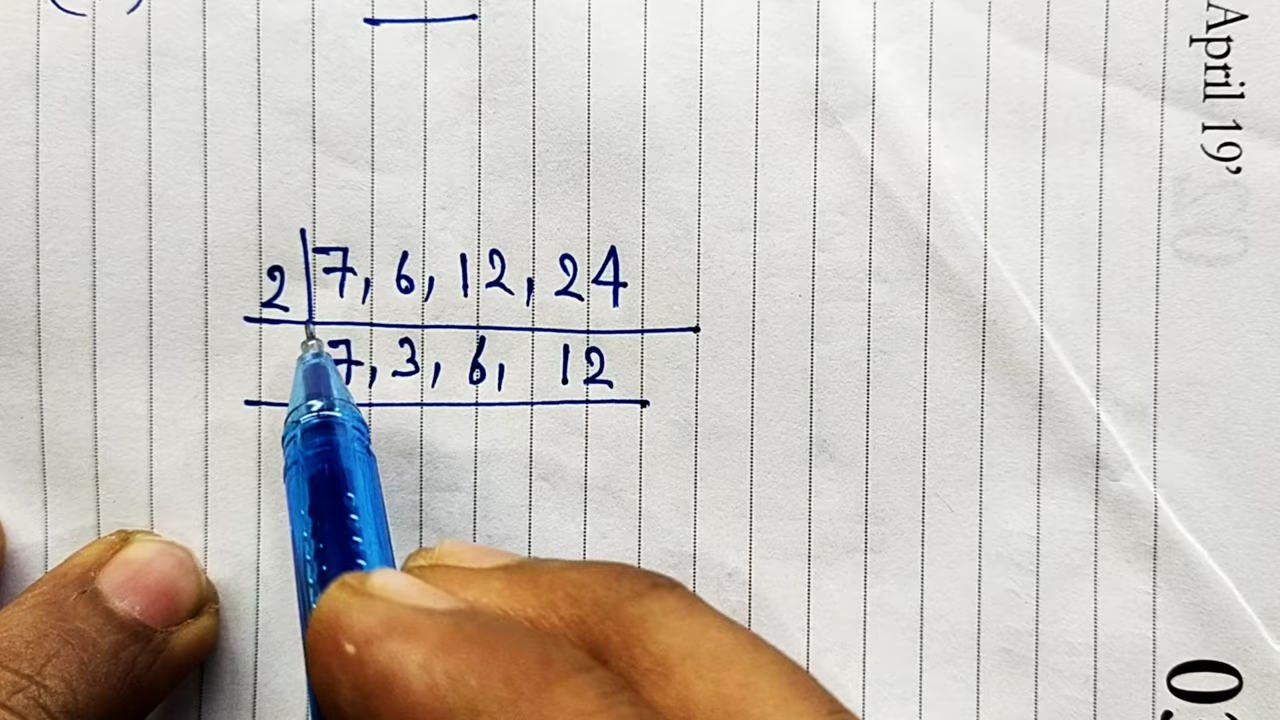 April 19’
2 7, 6, 12, 24
7, 3, 6, 12